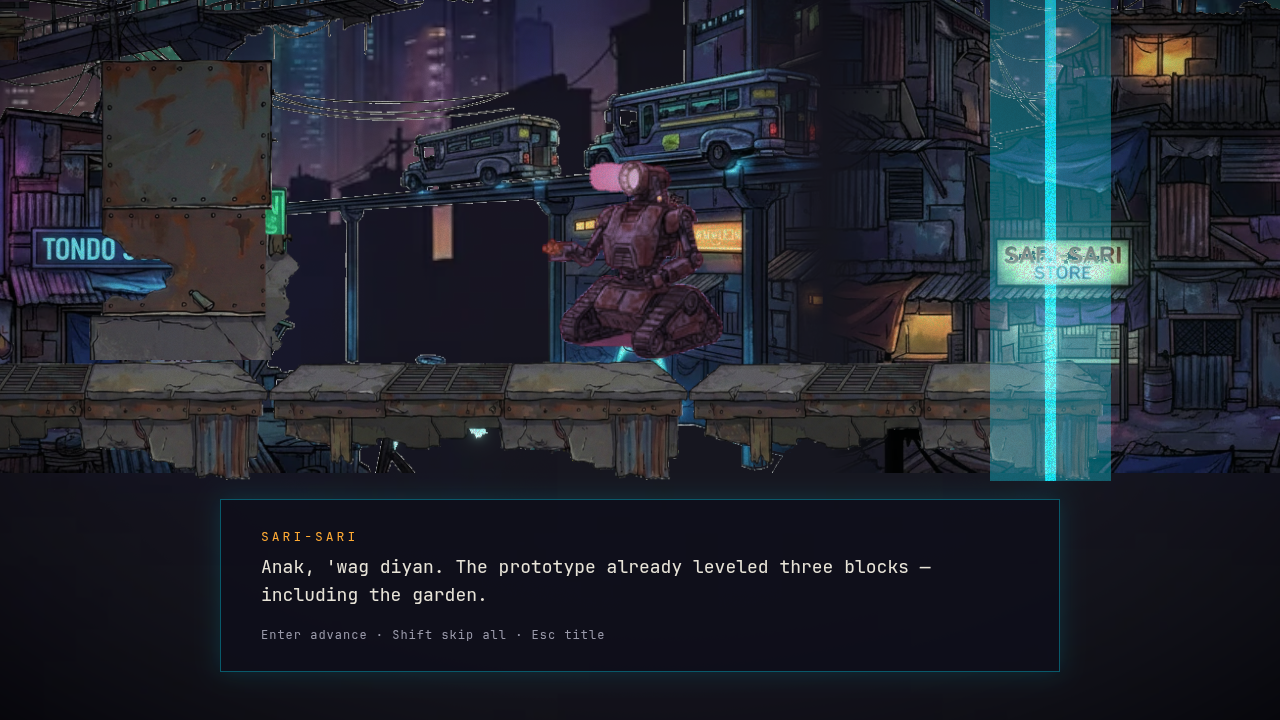 TONDO
SARI-SARI
STORE
SARI-SARI
Anak, 'wag diyan. The prototype already leveled three blocks —
including the garden.
Enter advance · Shift skip all · Esc title